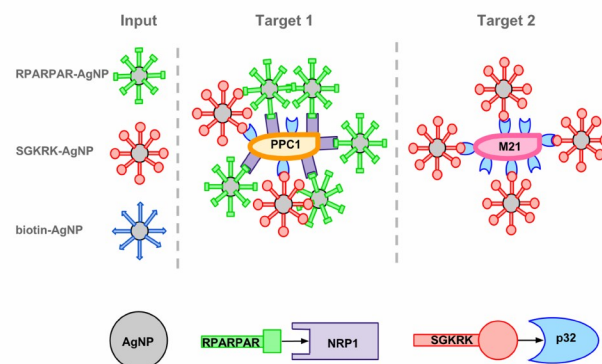 Input Target 1 Target 2
RPARPAR-AgNP
PPC1 M21
SGKRK-AgNP
biotin-AgNP
AgNP RPARPAR NRP1 SGKRK p32